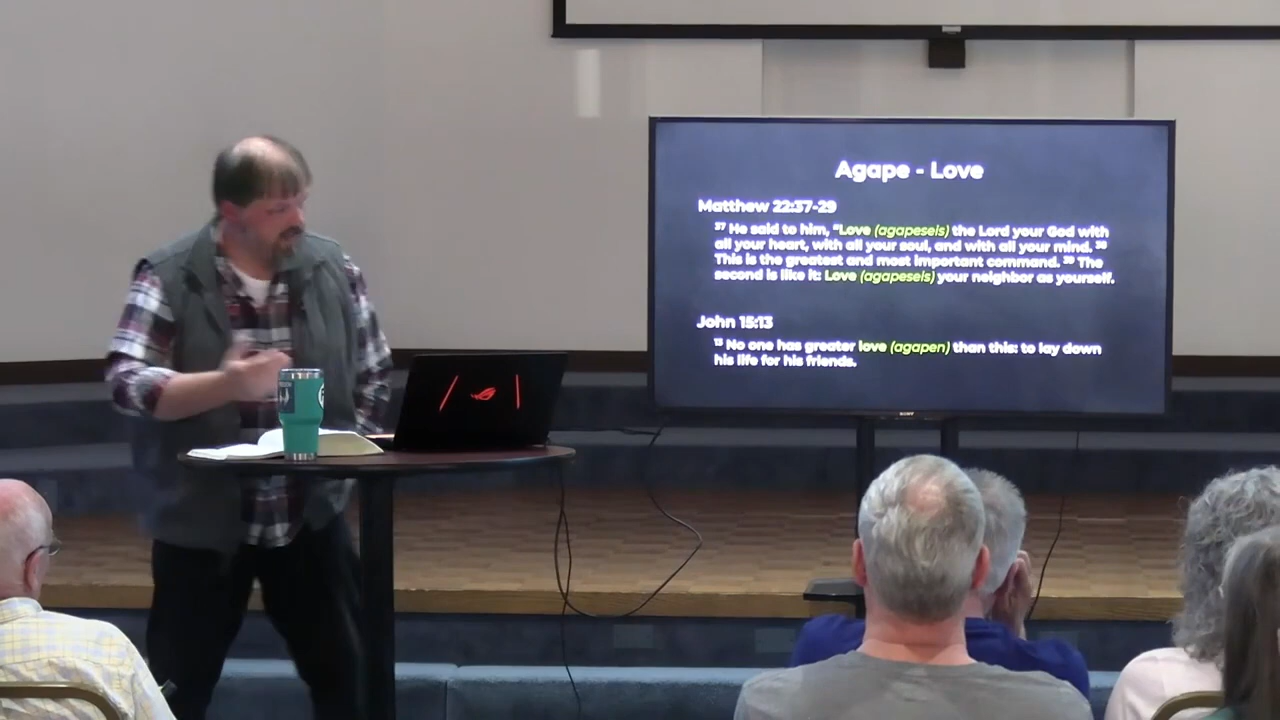 Agape - Love
Matthew 22:37-29
37 He said to him, "Love (agapeseis) the Lord your God with
all your heart, with all your soul, and with all your mind. 38
This is the greatest and most important command. 39 The
second is like it: Love (agapeseis) your neighbor as yourself.
John 15:13
13 No one has greater love (agapen) than this: to lay down
his life for his friends.
SONY